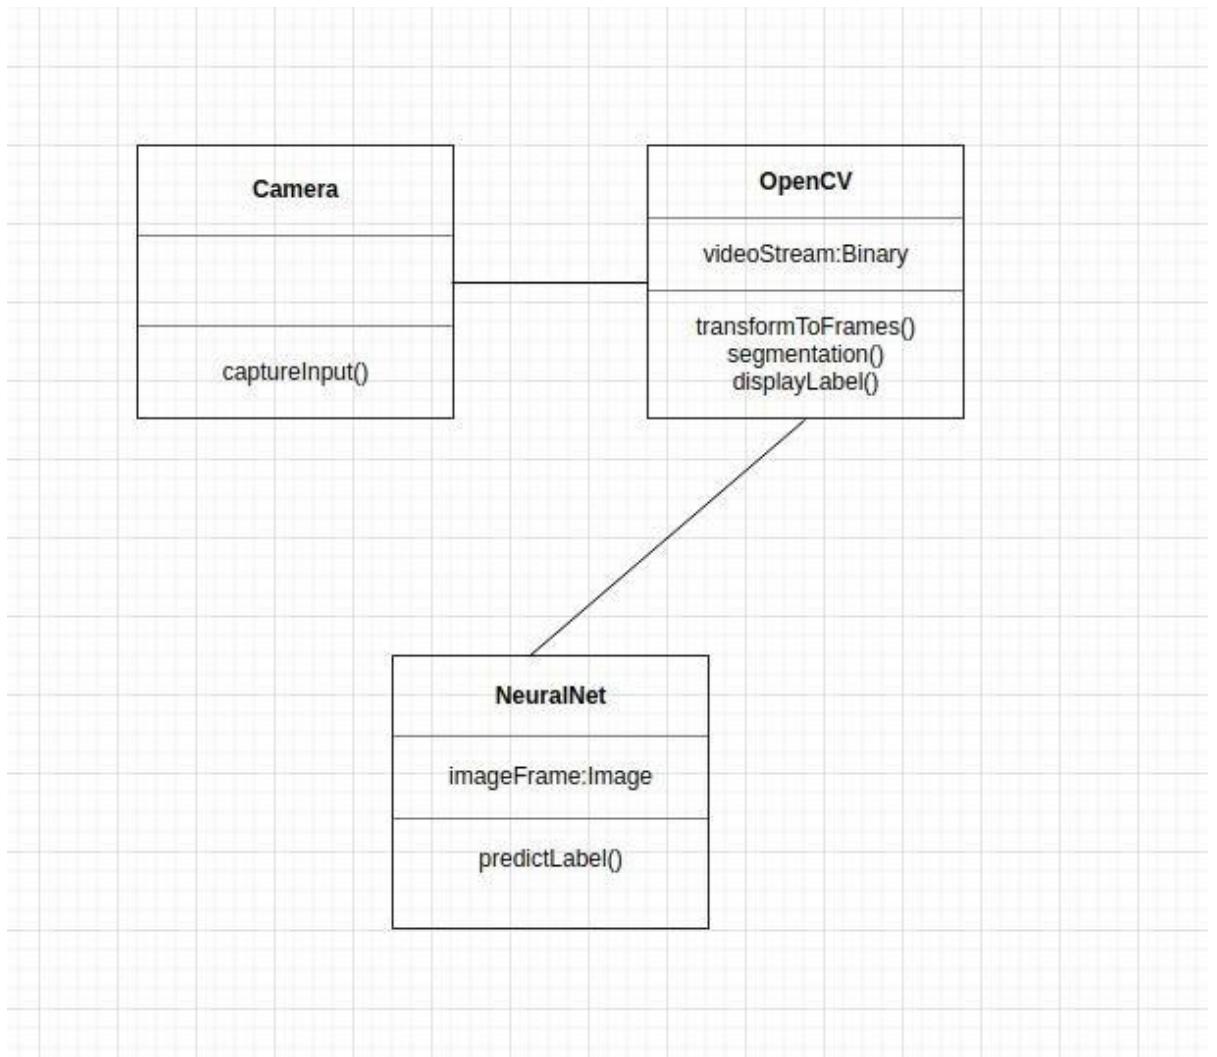 Camera
captureInput()
OpenCV
videoStream:Binary
transformToFrames()
segmentation()
displayLabel()
NeuralNet
imageFrame:Image
predictLabel()